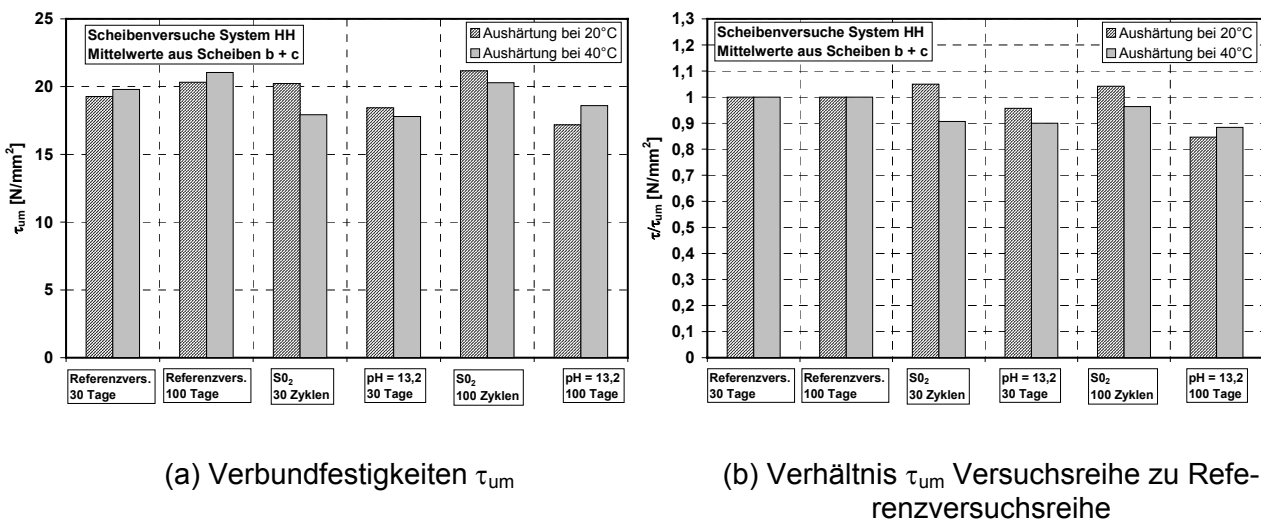 Scheibenversuche System HH
Mittelwerte aus Scheiben b + c
Aushärtung bei 20°C
Aushärtung bei 40°C
25
20
15
10
5
0
τum [N/mm²]
Referenzvers.
30 Tage
Referenzvers.
100 Tage
S0₂
30 Zyklen
pH = 13,2
30 Tage
S0₂
100 Zyklen
pH = 13,2
100 Tage
(a) Verbundfestigkeiten τum
Scheibenversuche System HH
Mittelwerte aus Scheiben b + c
Aushärtung bei 20°C
Aushärtung bei 40°C
1,3
1,2
1,1
1
0,9
0,8
0,7
0,6
0,5
0,4
0,3
0,2
0,1
0
τ/τum [N/mm²]
Referenzvers.
30 Tage
Referenzvers.
100 Tage
S0₂
30 Zyklen
pH = 13,2
30 Tage
S0₂
100 Zyklen
pH = 13,2
100 Tage
(b) Verhältnis τum Versuchsreihe zu Refe-
renzversuchsreihe